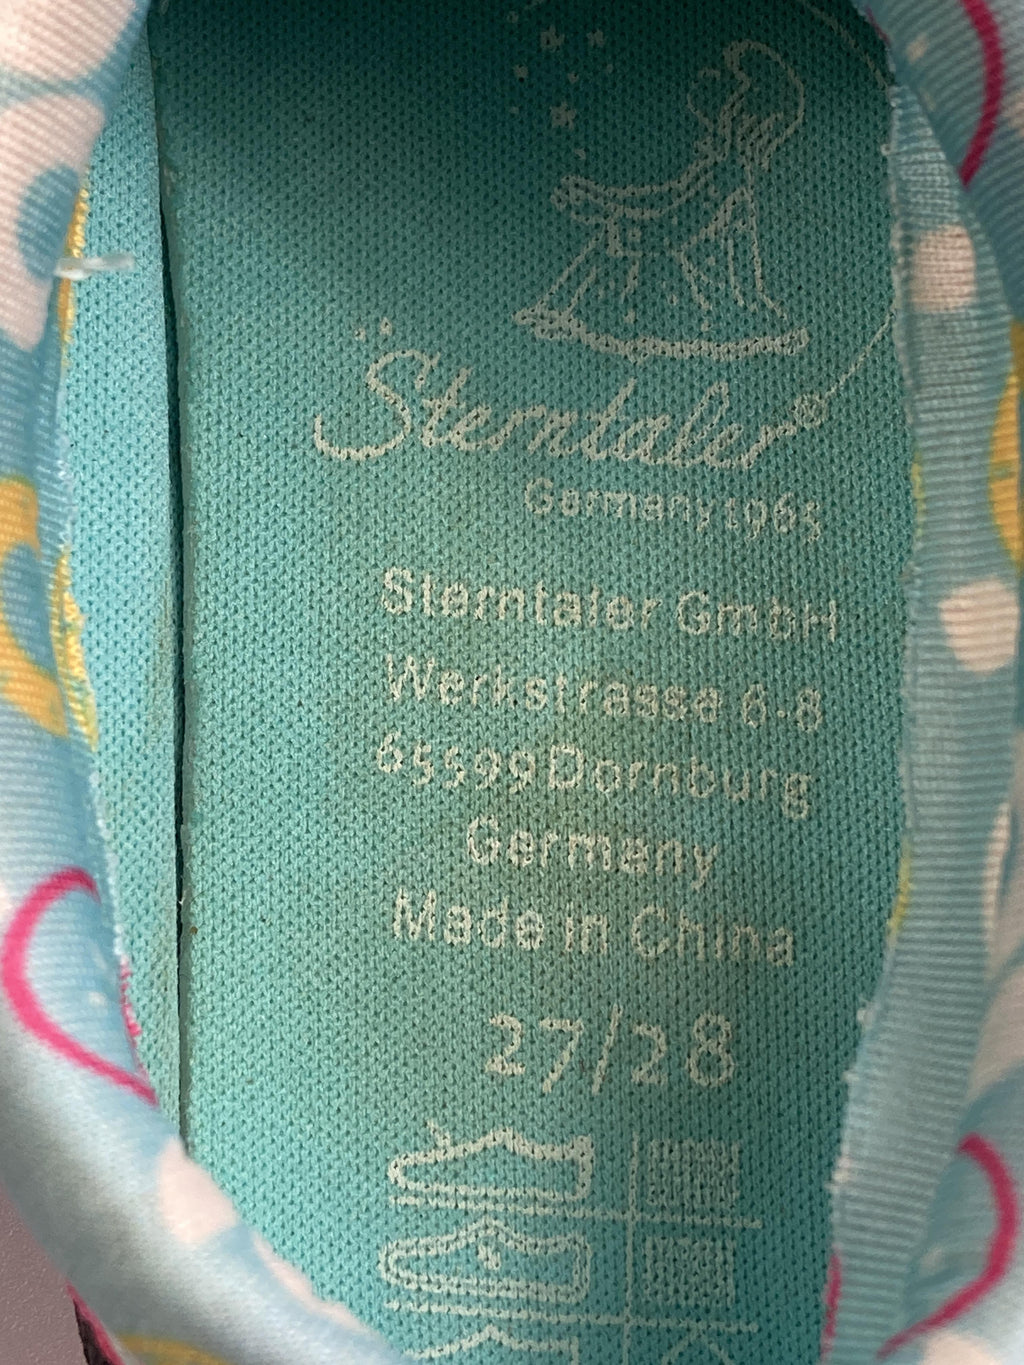 Sterntaler®
Germany 1965
Sterntaler GmbH
Werkstrasse 6-8
65599 Dornburg
Germany
Made in China
27/28